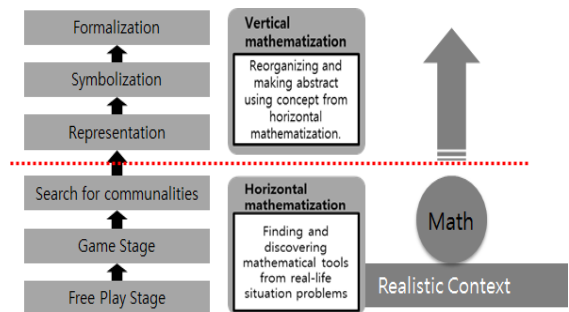 Formalization
Symbolization
Representation
Search for communalities
Game Stage
Free Play Stage
Vertical
mathematization
Reorganizing and
making abstract
using concept from
horizontal
mathematization.
Horizontal
mathematization
Finding and
discovering
mathematical tools
from real-life
situation problems
Math
Realistic Context